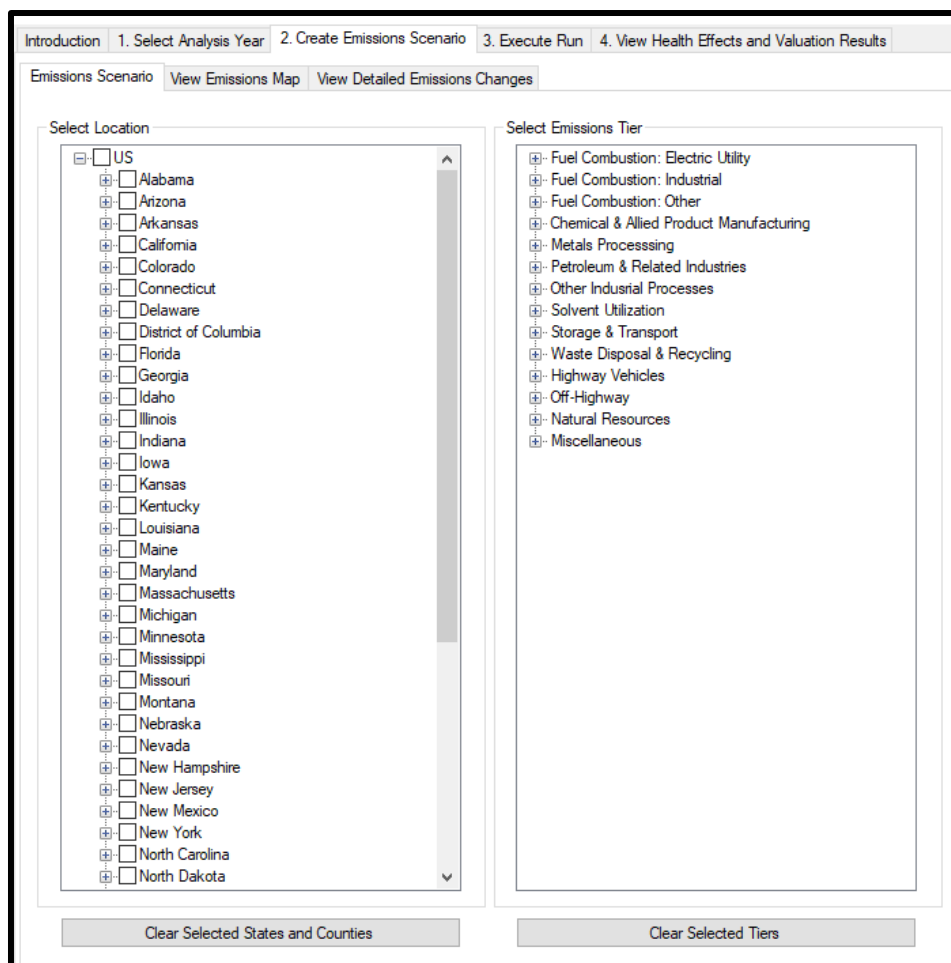 Introduction 1. Select Analysis Year 2. Create Emissions Scenario 3. Execute Run 4. View Health Effects and Valuation Results
Emissions Scenario View Emissions Map View Detailed Emissions Changes
Select Location
US
Alabama
Arizona
Arkansas
California
Colorado
Connecticut
Delaware
District of Columbia
Florida
Georgia
Idaho
Illinois
Indiana
Iowa
Kansas
Kentucky
Louisiana
Maine
Maryland
Massachusetts
Michigan
Minnesota
Mississippi
Missouri
Montana
Nebraska
Nevada
New Hampshire
New Jersey
New Mexico
New York
North Carolina
North Dakota
Clear Selected States and Counties
Select Emissions Tier
Fuel Combustion: Electric Utility
Fuel Combustion: Industrial
Fuel Combustion: Other
Chemical & Allied Product Manufacturing
Metals Processsing
Petroleum & Related Industries
Other Indusrial Processes
Solvent Utilization
Storage & Transport
Waste Disposal & Recycling
Highway Vehicles
Off-Highway
Natural Resources
Miscellaneous
Clear Selected Tiers